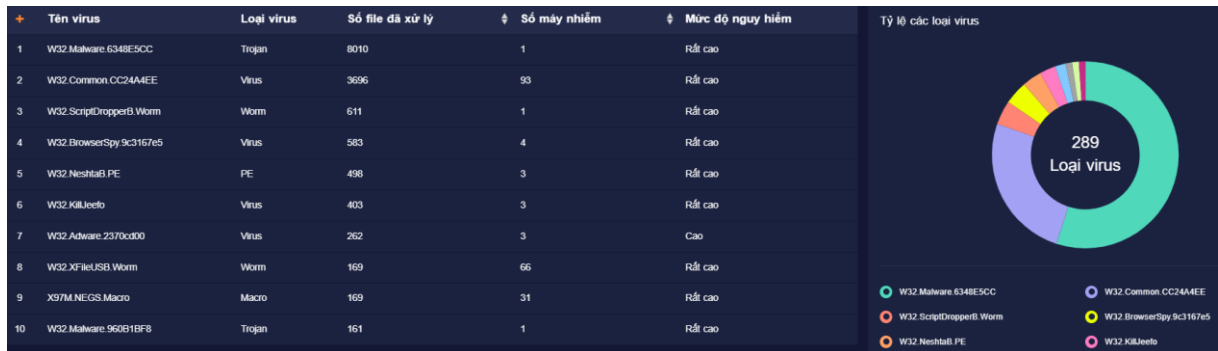 + Tên virus Loại virus Số file đã xử lý Số máy nhiễm Mức độ nguy hiểm
1 W32.Malware.6348E5CC Trojan 8010 1 Rất cao
2 W32.Common.CC24A4EE Virus 3696 93 Rất cao
3 W32.ScriptDropperB.Worm Worm 611 1 Rất cao
4 W32.BrowserSpy.9c3167e5 Virus 583 4 Rất cao
5 W32.NeshtaB.PE PE 498 3 Rất cao
6 W32.KillJeefo Virus 403 3 Rất cao
7 W32.Adware.2370cd00 Virus 262 3 Cao
8 W32.XFileUSB.Worm Worm 169 66 Rất cao
9 X97M.NEGS.Macro Macro 169 31 Rất cao
10 W32.Malware.960B1BF8 Trojan 161 1 Rất cao
Tỷ lệ các loại virus
289
Loại virus
W32.Malware.6348E5CC W32.Common.CC24A4EE
W32.ScriptDropperB.Worm W32.BrowserSpy.9c3167e5
W32.NeshtaB.PE W32.KillJeefo